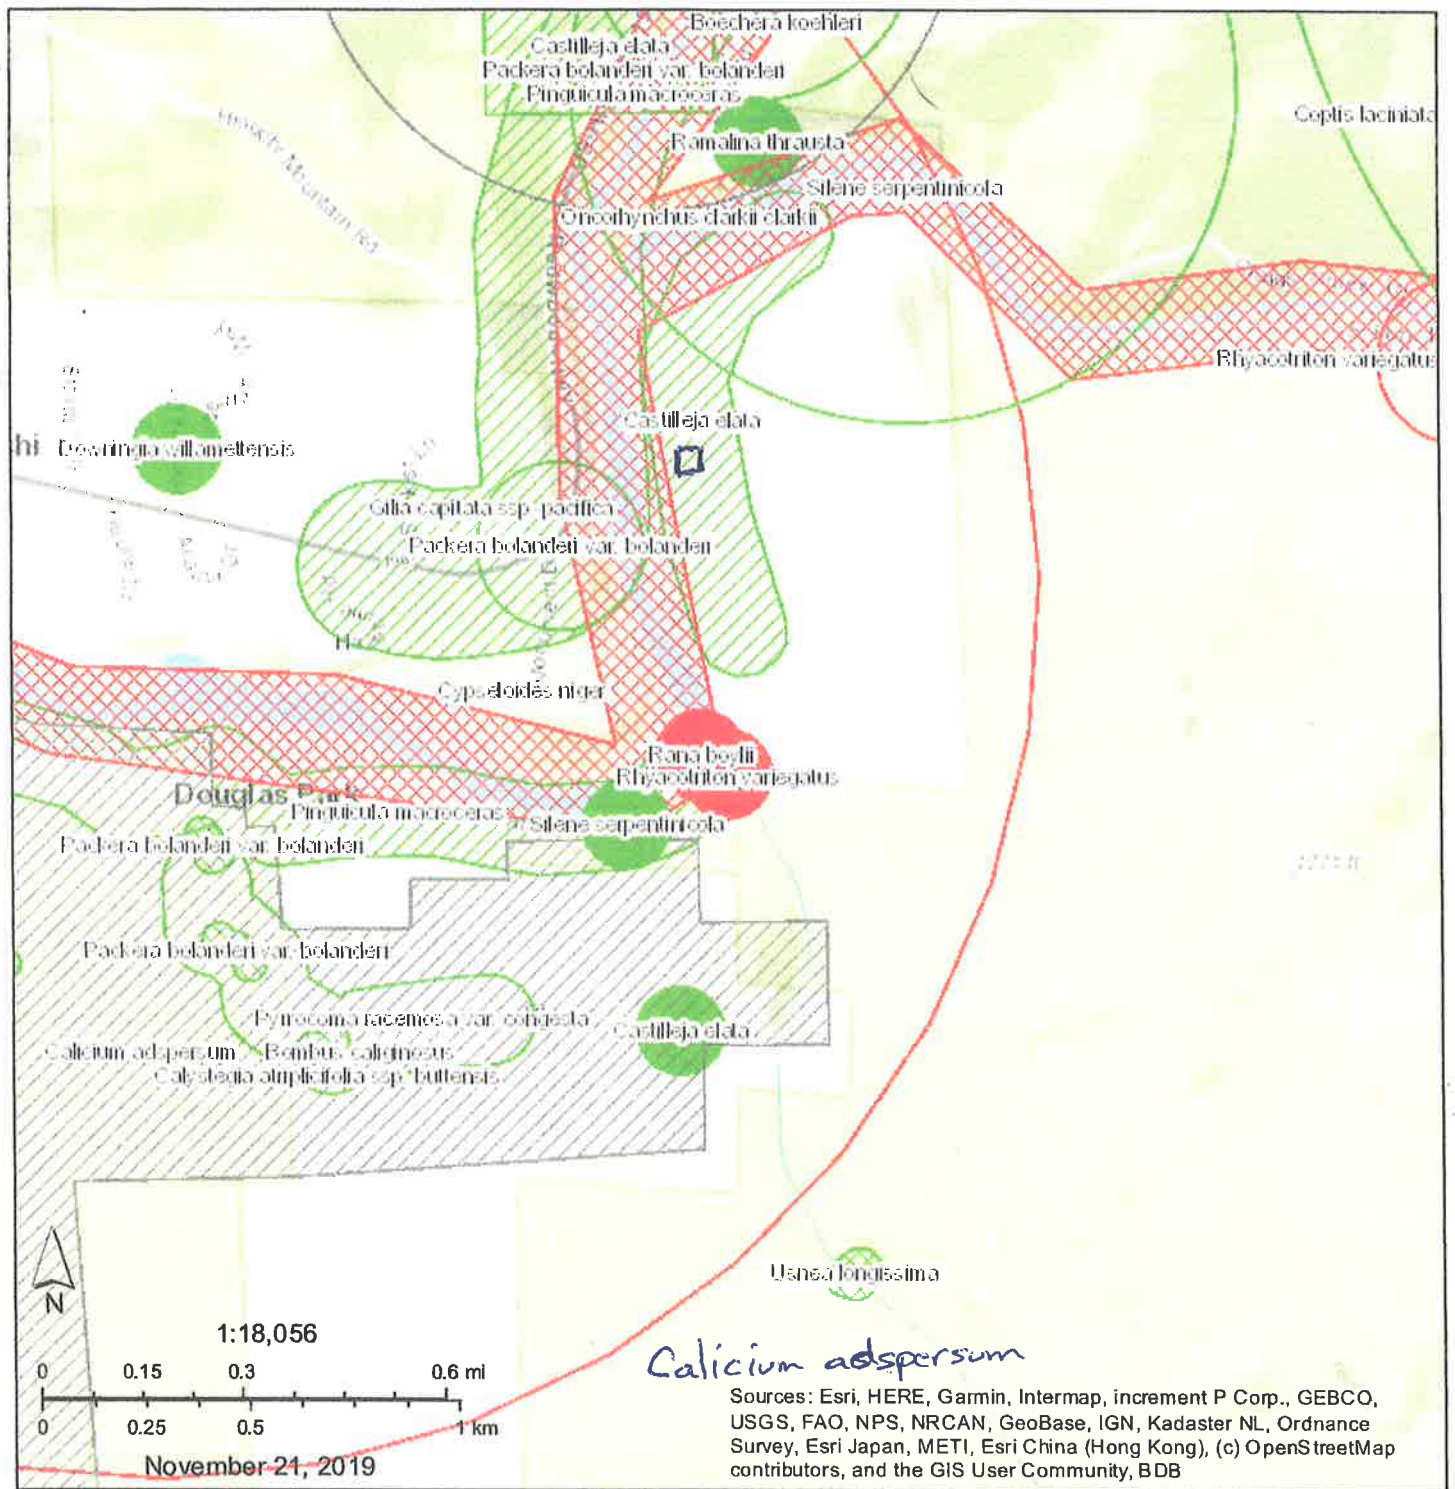 Boechera koehleri
Castilleja elata
Packera bolanderi var. bolanderi
Pinguicula macroceras
Coptis laciniata
Ramalina thrausta
Mountain Rd
Silene serpentinicola
Oncorhynchus clarkii clarkii
Rhyacotriton variegatus
Castilleja elata
hi
Downingia willamettensis
Gilia capitata ssp. pacifica
Packera bolanderi var. bolanderi
Cypseloides niger
Rana boylii
Rhyacotriton variegatus
Douglas Park
Pinguicula macroceras
Silene serpentinicola
Packera bolanderi var. bolanderi
Packera bolanderi var. bolanderi
Pyrrocoma racemosa var. congesta
Castilleja elata
Calicium adspersum
Bombus caliginosus
Calystegia atriplicifolia ssp. buttensis
Usnea longissima
N
1:18,056
0 0.15 0.3 0.6 mi
0 0.25 0.5 1 km
November 21, 2019
Calicium adspersum
Sources: Esri, HERE, Garmin, Intermap, increment P Corp., GEBCO,
USGS, FAO, NPS, NRCAN, GeoBase, IGN, Kadaster NL, Ordnance
Survey, Esri Japan, METI, Esri China (Hong Kong), (c) OpenStreetMap
contributors, and the GIS User Community, BDB